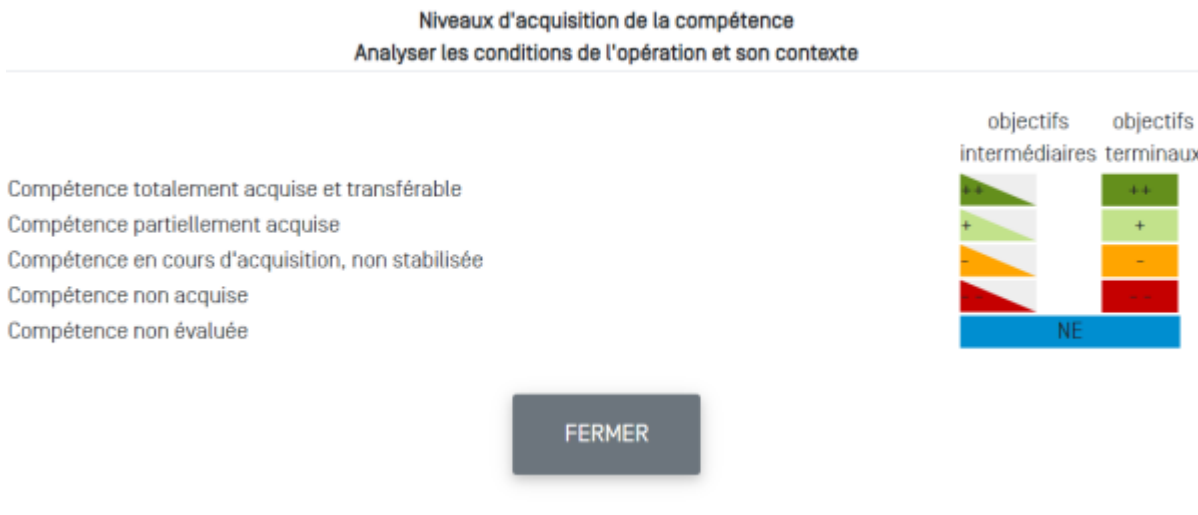 Niveaux d'acquisition de la compétence
Analyser les conditions de l'opération et son contexte
objectifs objectifs
intermédiaires terminaux
Compétence totalement acquise et transférable ++ ++
Compétence partiellement acquise + +
Compétence en cours d'acquisition, non stabilisée - -
Compétence non acquise -- --
Compétence non évaluée NE
FERMER